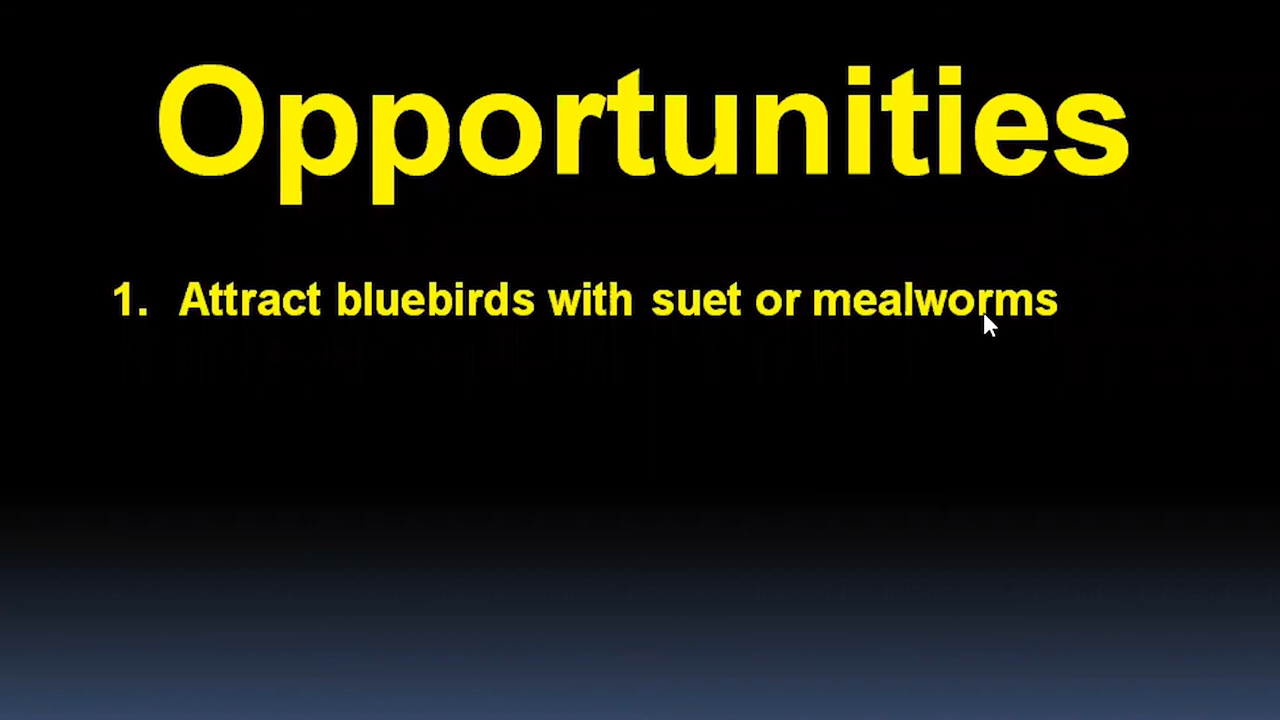 Opportunities
1. Attract bluebirds with suet or mealworms